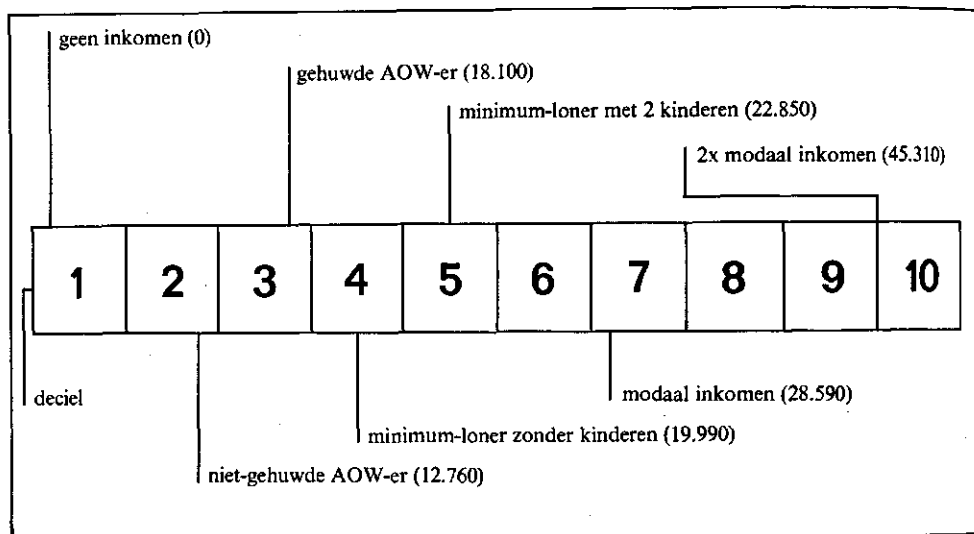 geen inkomen (0)
gehuwde AOW-er (18.100)
minimum-loner met 2 kinderen (22.850)
2x modaal inkomen (45.310)
1 2 3 4 5 6 7 8 9 10
deciel
modaal inkomen (28.590)
minimum-loner zonder kinderen (19.990)
niet-gehuwde AOW-er (12.760)